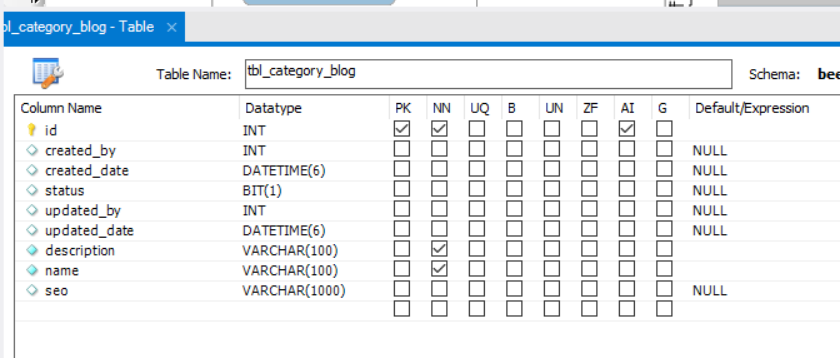 bl_category_blog - Table ×
Table Name: tbl_category_blog Schema: bee
Column Name Datatype PK NN UQ B UN ZF AI G Default/Expression
id INT
created_by INT NULL
created_date DATETIME(6) NULL
status BIT(1) NULL
updated_by INT NULL
updated_date DATETIME(6) NULL
description VARCHAR(100)
name VARCHAR(100)
seo VARCHAR(1000) NULL